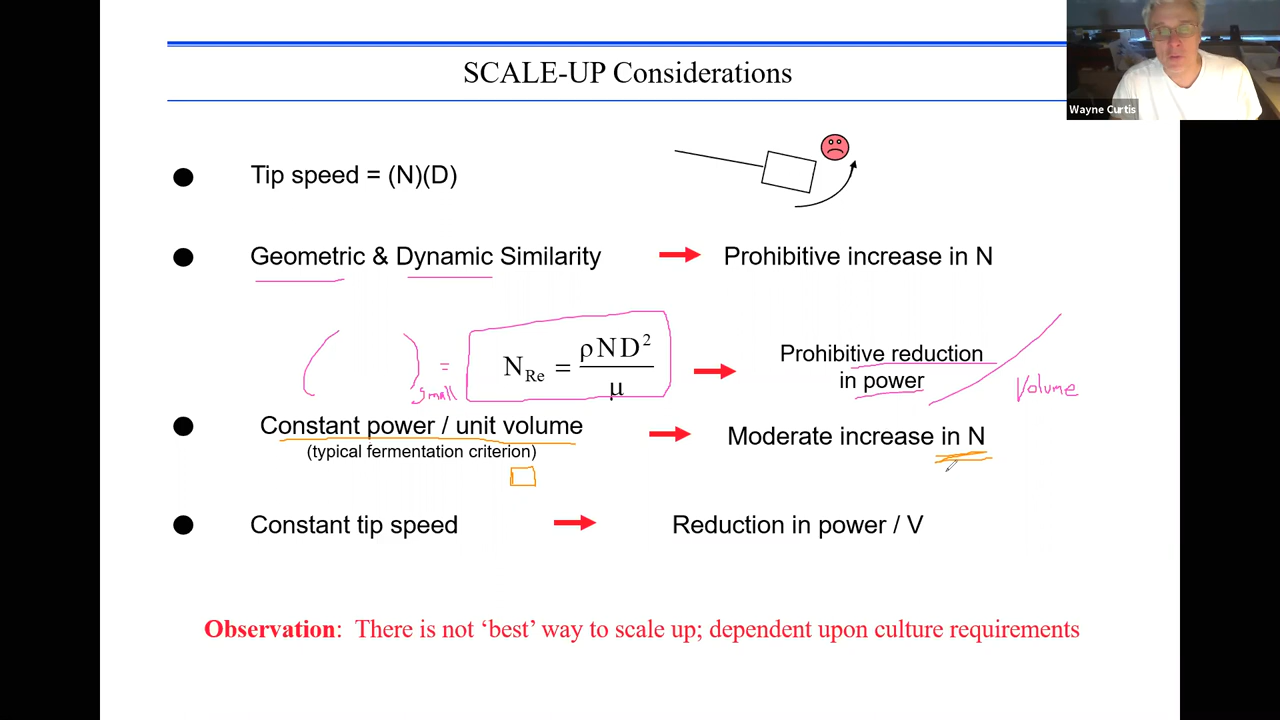 SCALE-UP Considerations
Wayne Curtis
Tip speed = (N)(D)
Geometric & Dynamic Similarity
Prohibitive increase in N
( ) small = N_Re = ρND² / μ
Prohibitive reduction
in power / Volume
Constant power / unit volume
(typical fermentation criterion)
Moderate increase in N
Constant tip speed
Reduction in power / V
Observation: There is not ‘best’ way to scale up; dependent upon culture requirements